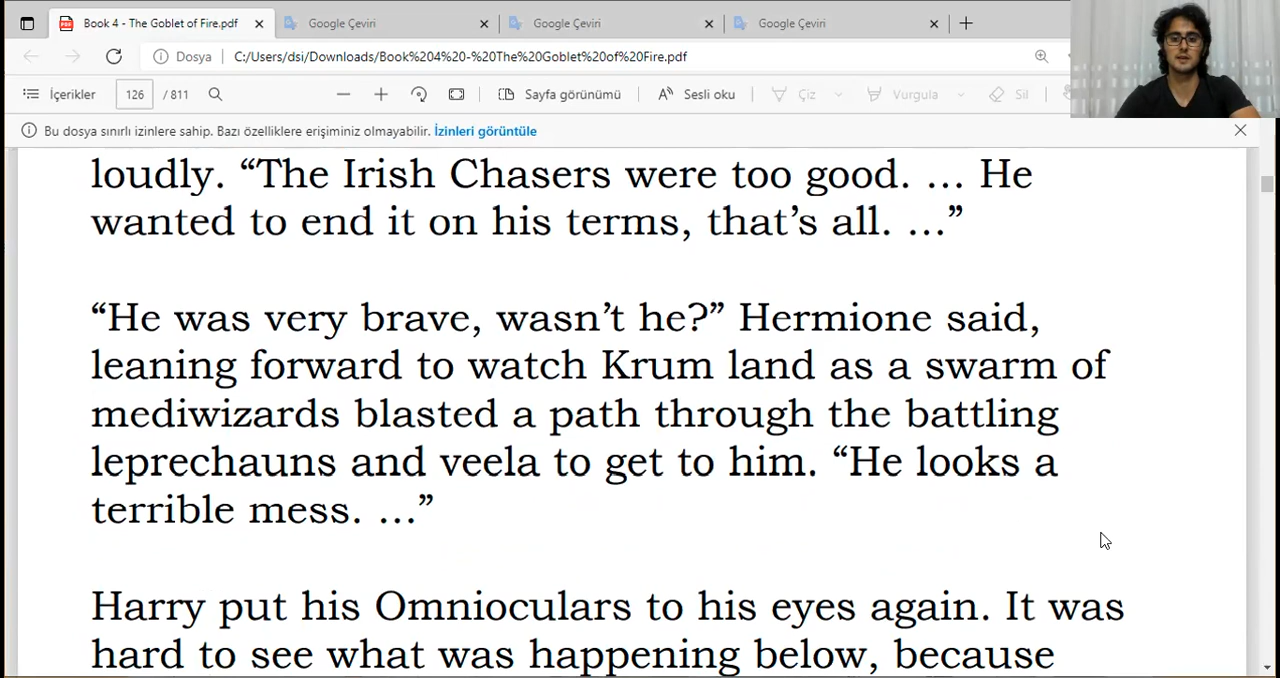 Book 4 - The Goblet of Fire.pdf
Google Çeviri
Google Çeviri
Google Çeviri
Dosya
C:/Users/dsi/Downloads/Book%204%20-%20The%20Goblet%20of%20Fire.pdf
İçerikler 126 / 811 Sayfa görünümü Sesli oku Çiz Vurgula Sil
Bu dosya sınırlı izinlere sahip. Bazı özelliklere erişiminiz olmayabilir. İzinleri görüntüle
loudly. “The Irish Chasers were too good. … He
wanted to end it on his terms, that’s all. …”
“He was very brave, wasn’t he?” Hermione said,
leaning forward to watch Krum land as a swarm of
mediwizards blasted a path through the battling
leprechauns and veela to get to him. “He looks a
terrible mess. …”
Harry put his Omnioculars to his eyes again. It was
hard to see what was happening below, because